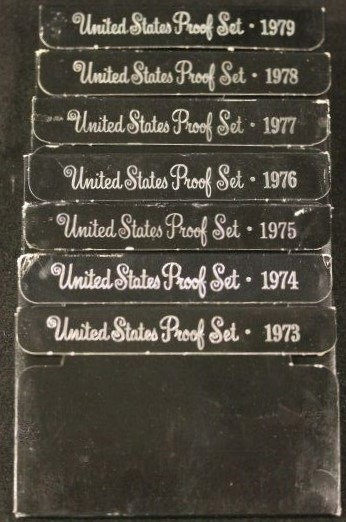 United States Proof Set · 1979
United States Proof Set · 1978
United States Proof Set · 1977
United States Proof Set · 1976
United States Proof Set · 1975
United States Proof Set · 1974
United States Proof Set · 1973